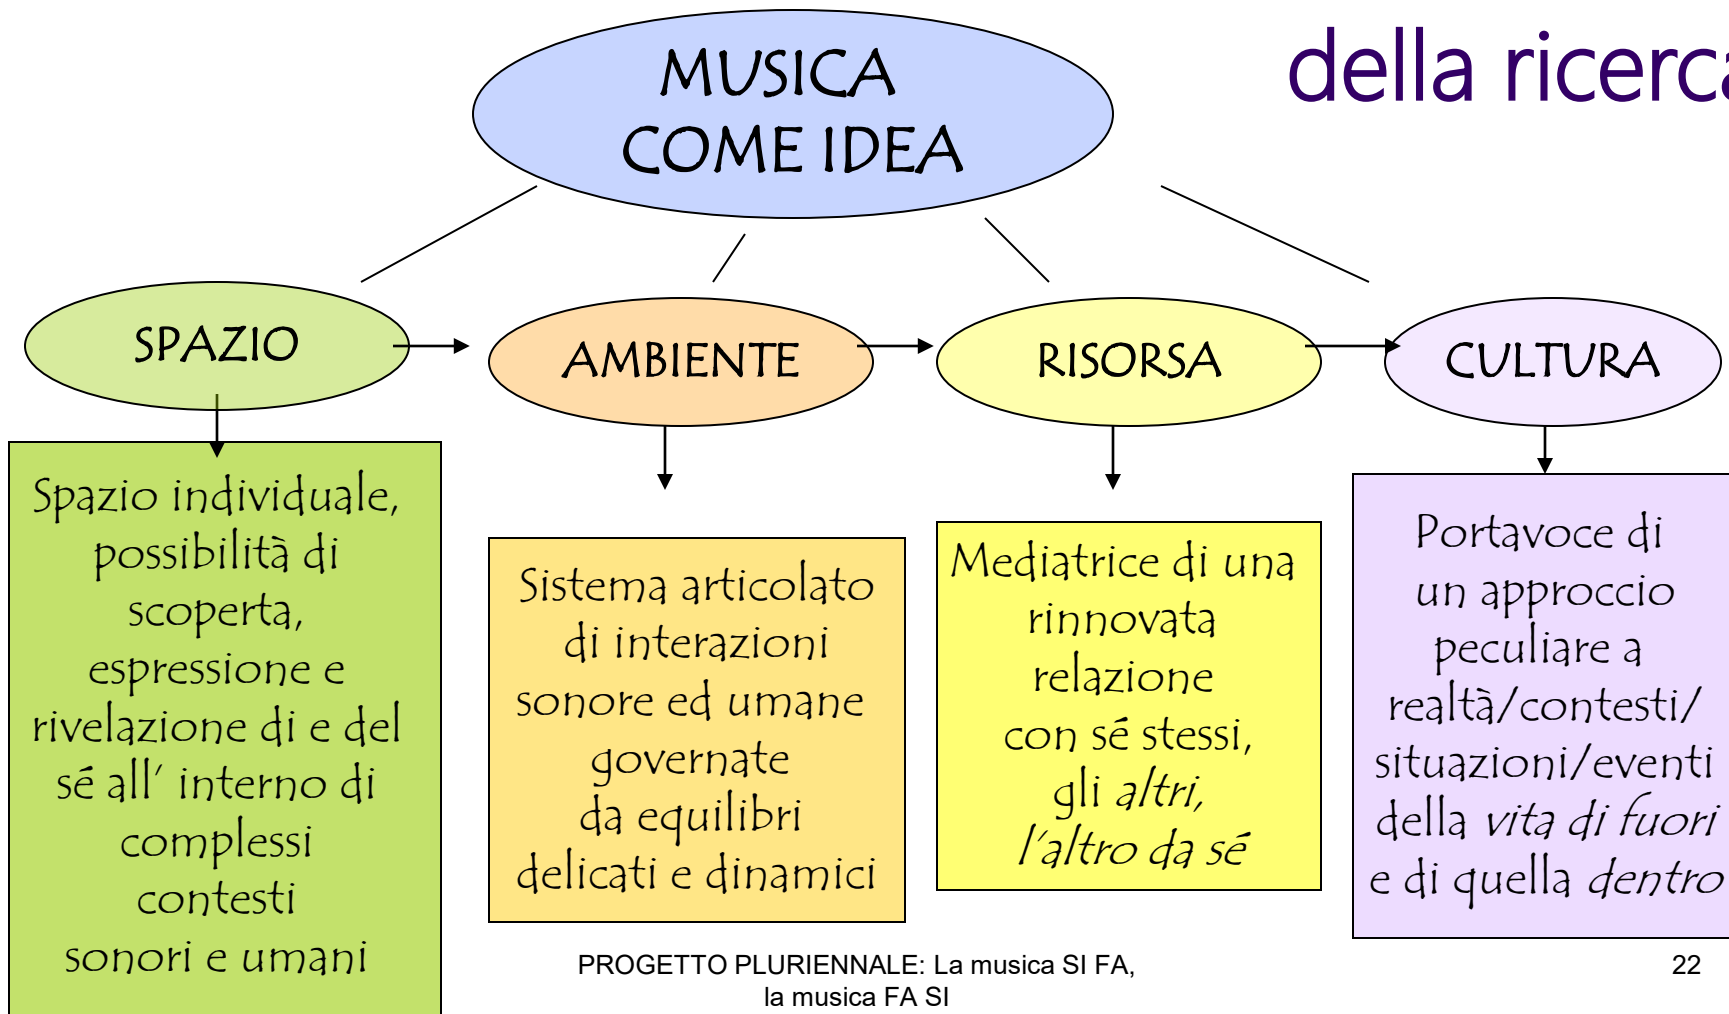 della ricerca
MUSICA
COME IDEA
SPAZIO
AMBIENTE
RISORSA
CULTURA
Spazio individuale,
possibilità di
scoperta,
espressione e
rivelazione di e del
sé all' interno di
complessi
contesti
sonori e umani
Sistema articolato
di interazioni
sonore ed umane
governate
da equilibri
delicati e dinamici
Mediatrice di una
rinnovata
relazione
con sé stessi,
gli altri,
l'altro da sé
Portavoce di
un approccio
peculiare a
realtà/contesti/
situazioni/eventi
della vita di fuori
e di quella dentro
PROGETTO PLURIENNALE: La musica SI FA,
la musica FA SI
22